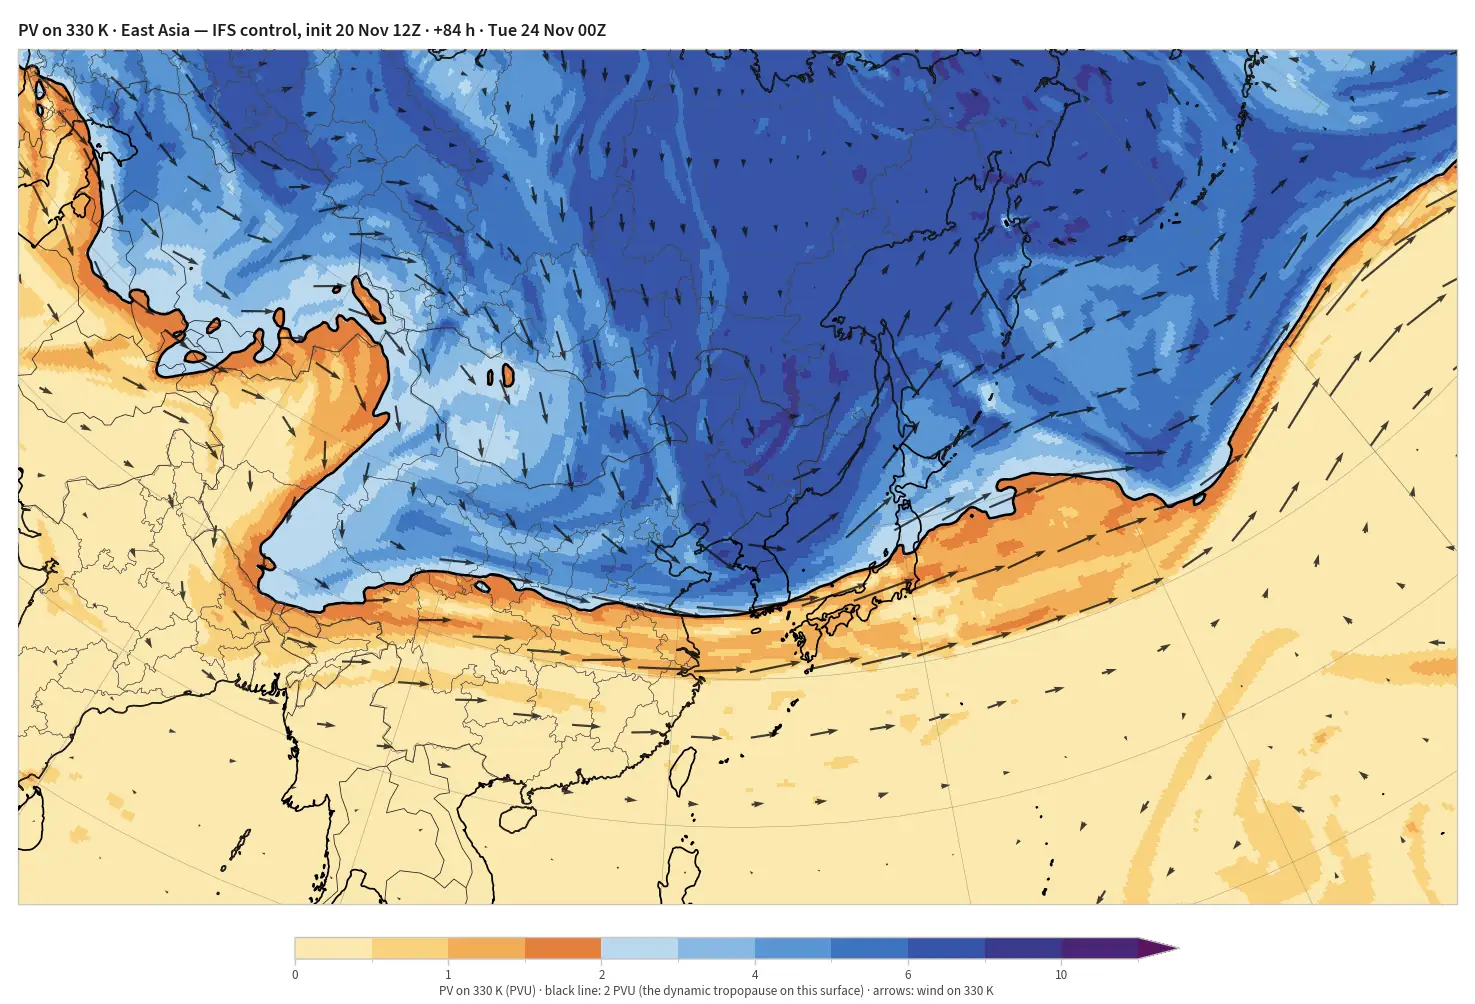 PV on 330 K · East Asia — IFS control, init 20 Nov 12Z · +84 h · Tue 24 Nov 00Z
0 1 2 4 6 10
PV on 330 K (PVU) · black line: 2 PVU (the dynamic tropopause on this surface) · arrows: wind on 330 K